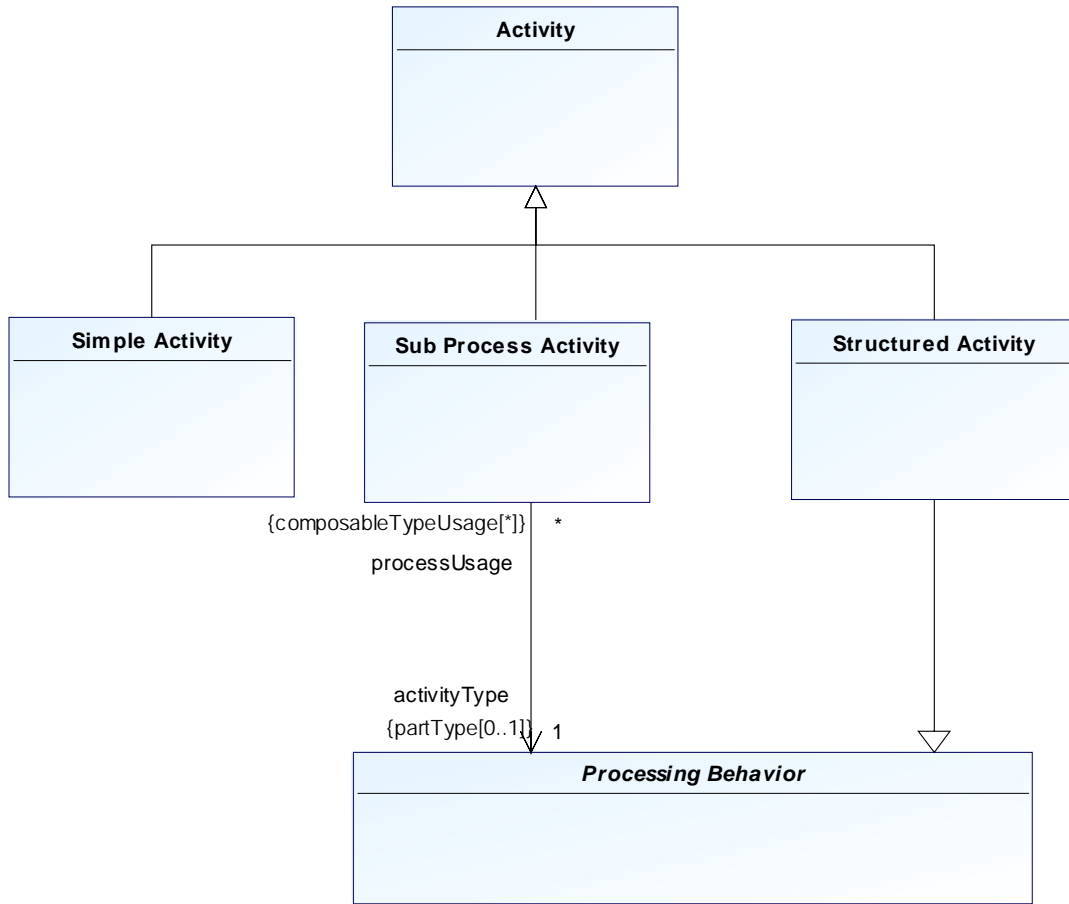 Activity
Simple Activity
Sub Process Activity
Structured Activity
{composableTypeUsage[*]} *
processUsage
activityType
{partType[0..1]} 1
Processing Behavior